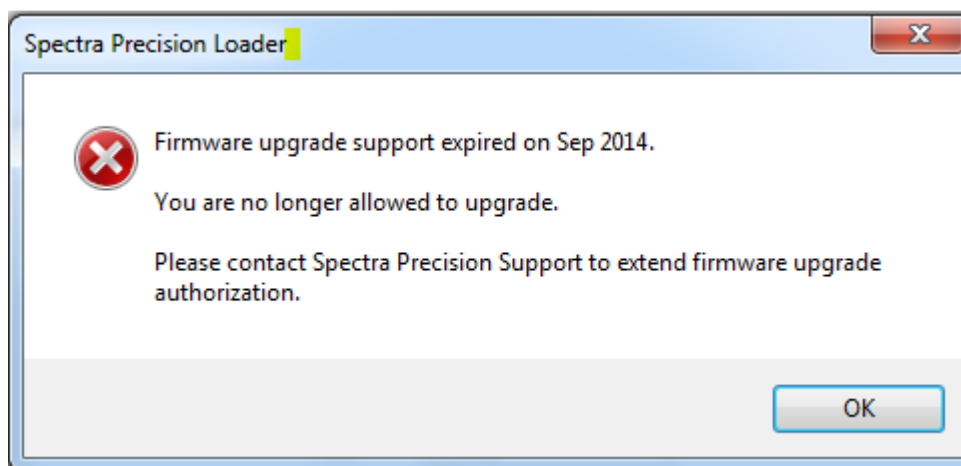 Spectra Precision Loader
Firmware upgrade support expired on Sep 2014.
You are no longer allowed to upgrade.
Please contact Spectra Precision Support to extend firmware upgrade
authorization.
OK